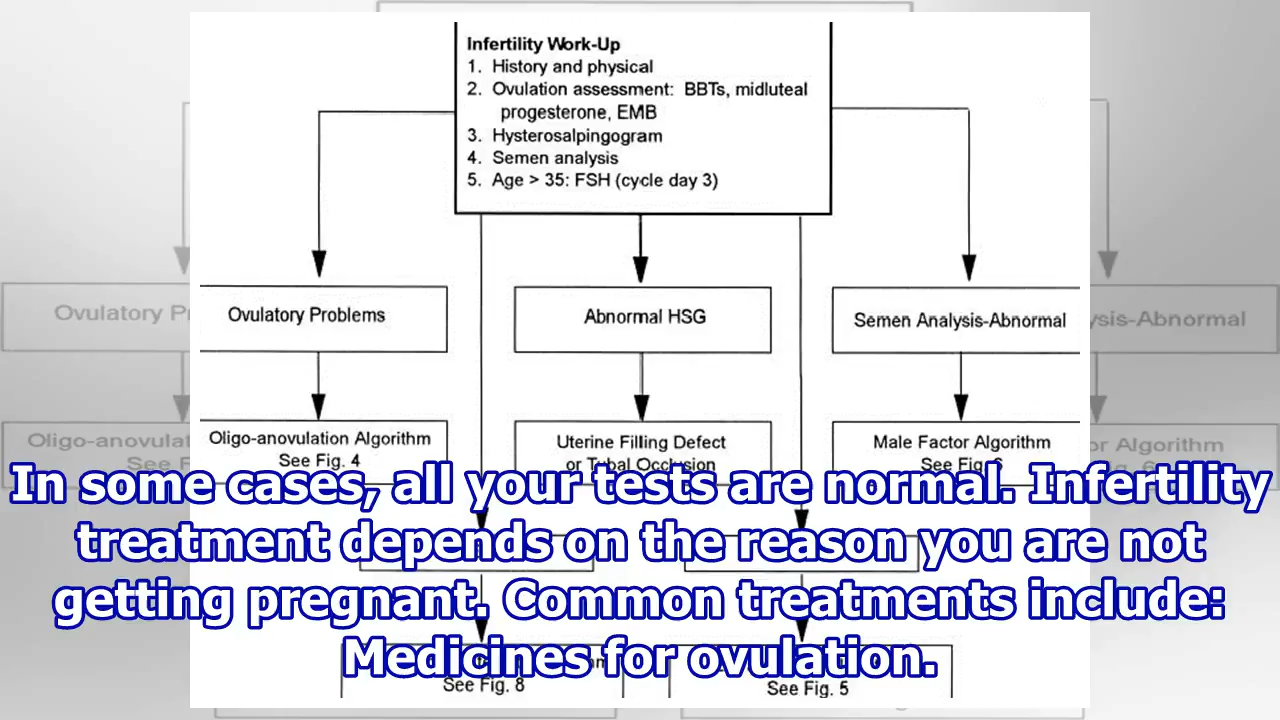 Infertility Work-Up
1. History and physical
2. Ovulation assessment: BBTs, midluteal
progesterone, EMB
3. Hysterosalpingogram
4. Semen analysis
5. Age > 35: FSH (cycle day 3)
Ovulatory Problems
Abnormal HSG
Semen Analysis-Abnormal
Oligo-anovulation Algorithm
See Fig. 4
Uterine Filling Defect
or Tubal Occlusion
Male Factor Algorithm
See Fig. 6
In some cases, all your tests are normal. Infertility
treatment depends on the reason you are not
getting pregnant. Common treatments include:
Medicines for ovulation.
See Fig. 8
See Fig. 5